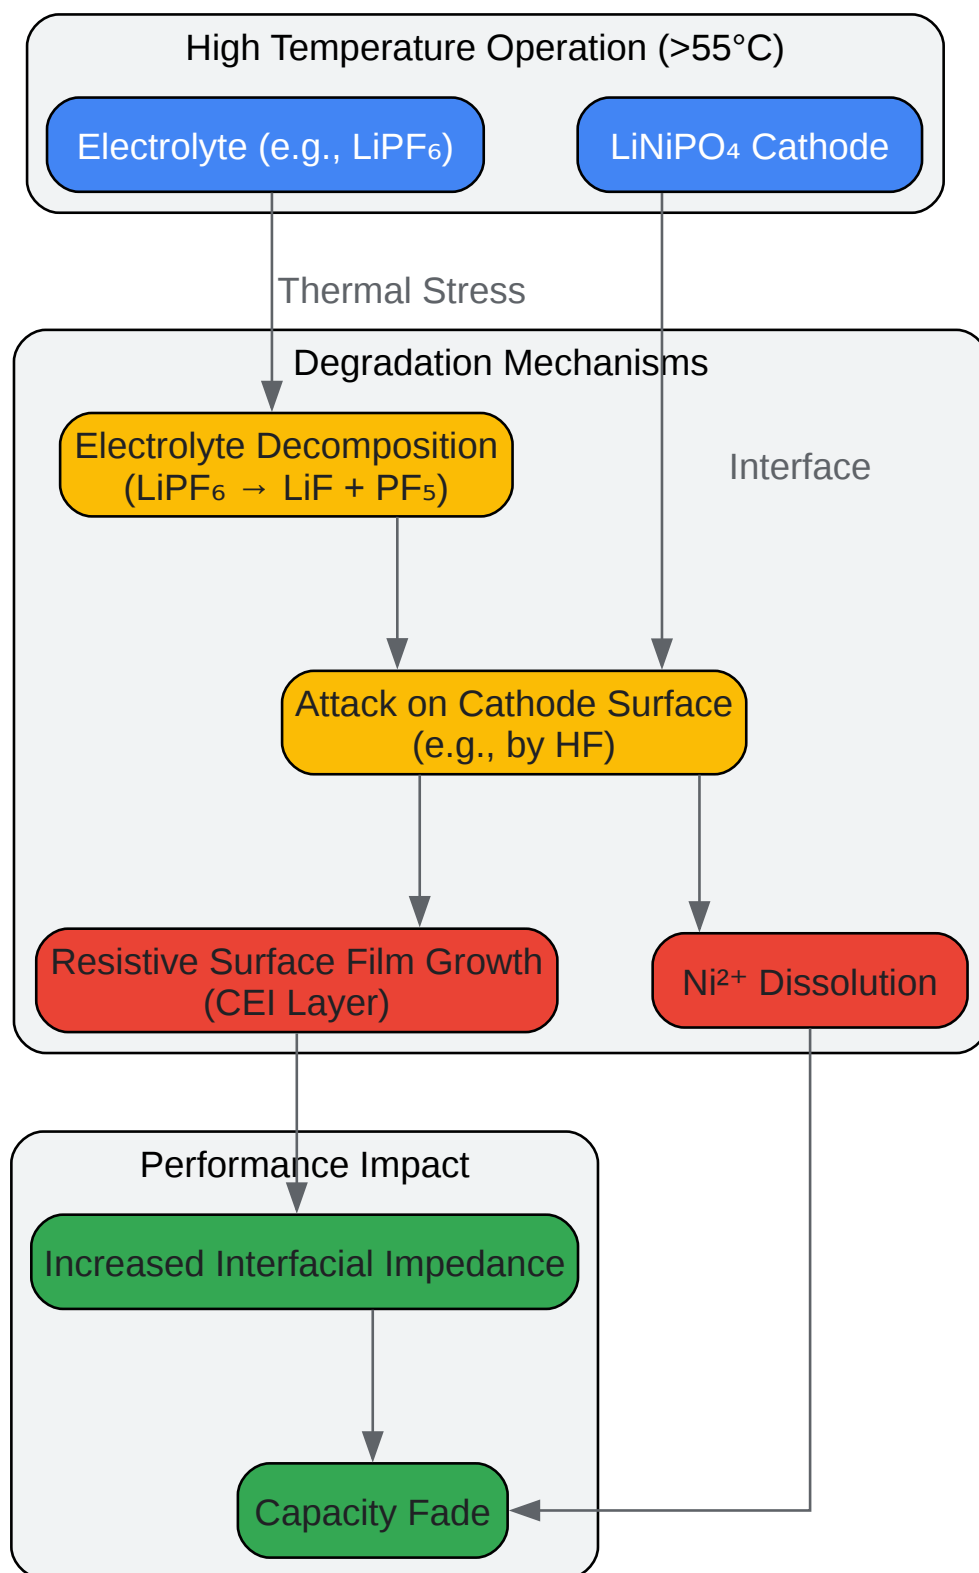 High Temperature Operation (>55°C)
Electrolyte (e.g., LiPF₆)
LiNiPO₄ Cathode
Thermal Stress
Degradation Mechanisms
Electrolyte Decomposition
(LiPF₆ → LiF + PF₅)
Interface
Attack on Cathode Surface
(e.g., by HF)
Resistive Surface Film Growth
(CEI Layer)
Ni²⁺ Dissolution
Performance Impact
Increased Interfacial Impedance
Capacity Fade